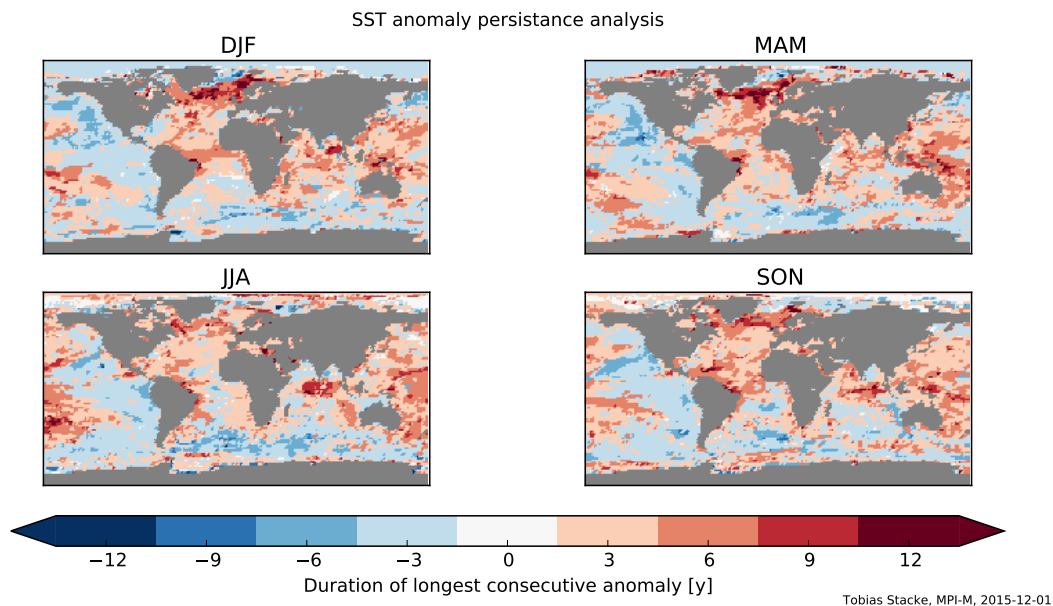 SST anomaly persistance analysis
DJF
MAM
JJA
SON
−12 −9 −6 −3 0 3 6 9 12
Duration of longest consecutive anomaly [y]
Tobias Stacke, MPI-M, 2015-12-01